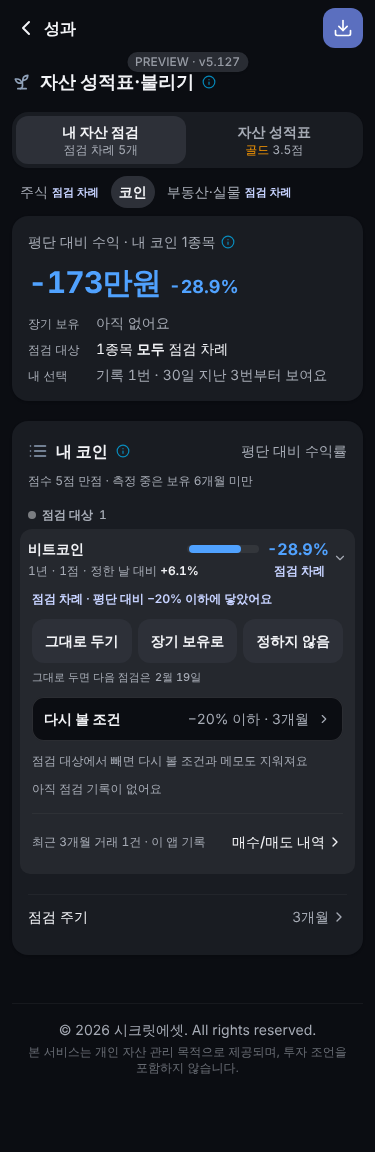 성과
PREVIEW · v5.127
자산 성적표·불리기
내 자산 점검
점검 차례 5개
자산 성적표
골드 3.5점
주식 점검 차례
코인
부동산·실물 점검 차례
평단 대비 수익 · 내 코인 1종목
-173만원 -28.9%
장기 보유 아직 없어요
점검 대상 1종목 모두 점검 차례
내 선택 기록 1번 · 30일 지난 3번부터 보여요
내 코인
평단 대비 수익률
점수 5점 만점 · 측정 중은 보유 6개월 미만
점검 대상 1
비트코인
-28.9%
1년 · 1점 · 정한 날 대비 +6.1%
점검 차례
점검 차례 · 평단 대비 −20% 이하에 닿았어요
그대로 두기
장기 보유로
정하지 않음
그대로 두면 다음 점검은 2월 19일
다시 볼 조건
−20% 이하 · 3개월
점검 대상에서 빼면 다시 볼 조건과 메모도 지워져요
아직 점검 기록이 없어요
최근 3개월 거래 1건 · 이 앱 기록
매수/매도 내역
점검 주기
3개월
© 2026 시크릿에셋. All rights reserved.
본 서비스는 개인 자산 관리 목적으로 제공되며, 투자 조언을
포함하지 않습니다.